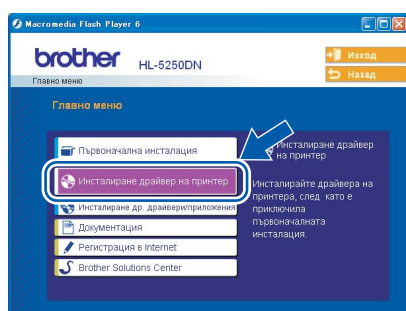 Macromedia Flash Player 6
brother HL-5250DN
Изход
Назад
Главно меню
Главно меню
Първоначална инсталация
Инсталиране драйвер на принтер
Инсталиране др. драйвери/приложения
Документация
Регистрация в Internet
Brother Solutions Center
Инсталиране драйвер
на принтер
Инсталирайте драйвера на
принтера, след като е
приключила
първоначалната
инсталация.